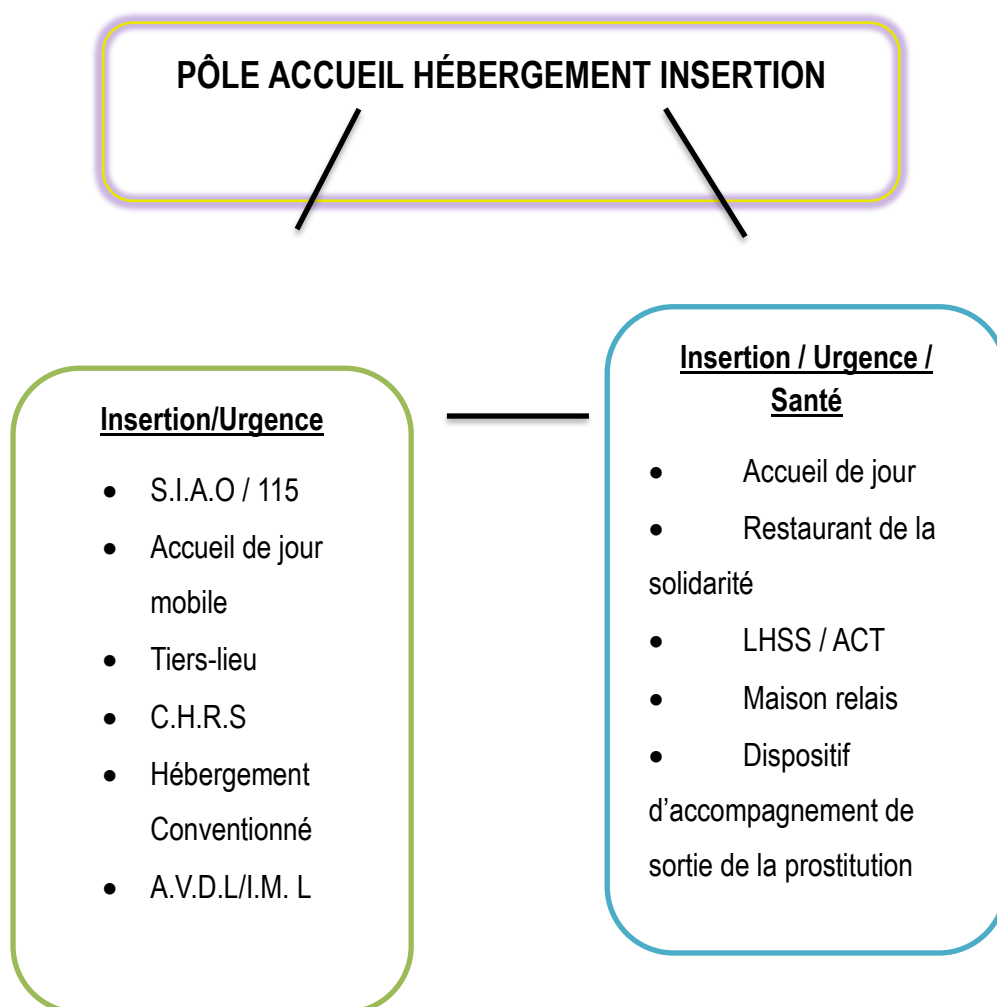 PÔLE ACCUEIL HÉBERGEMENT INSERTION
Insertion/Urgence
• S.I.A.O / 115
• Accueil de jour
mobile
• Tiers-lieu
• C.H.R.S
• Hébergement
Conventionné
• A.V.D.L/I.M. L
Insertion / Urgence /
Santé
• Accueil de jour
• Restaurant de la
solidarité
• LHSS / ACT
• Maison relais
• Dispositif
d’accompagnement de
sortie de la prostitution